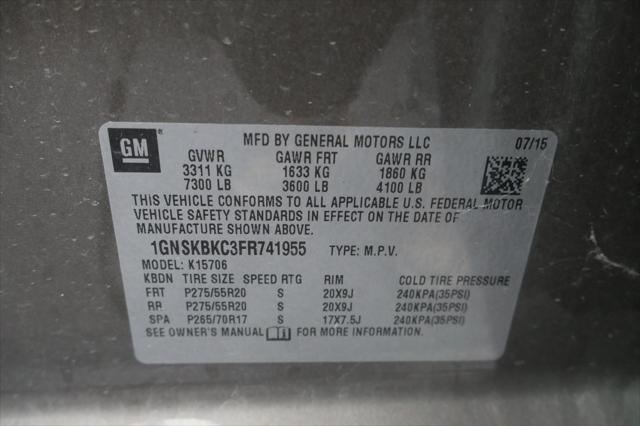 GM
MFD BY GENERAL MOTORS LLC 07/15
GVWR GAWR FRT GAWR RR
3311 KG 1633 KG 1860 KG
7300 LB 3600 LB 4100 LB
THIS VEHICLE CONFORMS TO ALL APPLICABLE U.S. FEDERAL MOTOR
VEHICLE SAFETY STANDARDS IN EFFECT ON THE DATE OF
MANUFACTURE SHOWN ABOVE.
1GNSKBKC3FR741955 TYPE: M.P.V.
MODEL: K15706
KBDN TIRE SIZE SPEED RTG RIM COLD TIRE PRESSURE
FRT P275/55R20 S 20X9J 240KPA(35PSI)
RR P275/55R20 S 20X9J 240KPA(35PSI)
SPA P265/70R17 S 17X7.5J 240KPA(35PSI)
SEE OWNER'S MANUAL FOR MORE INFORMATION.